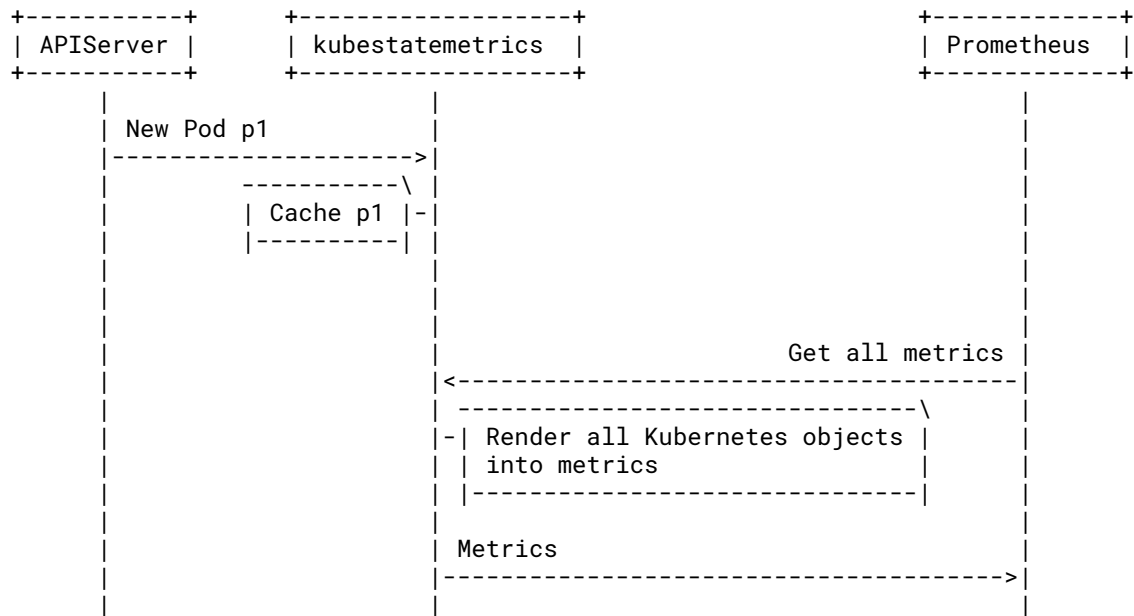 APIServer kubestatemetrics Prometheus
New Pod p1
Cache p1
Get all metrics
Render all Kubernetes objects
into metrics
Metrics